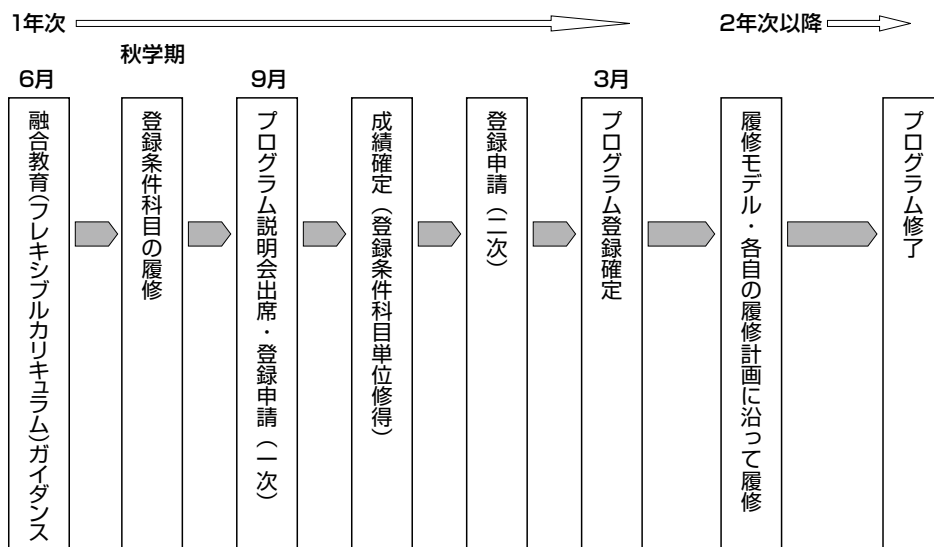 1年次
2年次以降
秋学期
6月
9月
3月
融合教育(フレキシブルカリキュラム)ガイダンス
登録条件科目の履修
プログラム説明会出席・登録申請(一次)
成績確定(登録条件科目単位修得)
登録申請(二次)
プログラム登録確定
履修モデル・各自の履修計画に沿って履修
プログラム修了